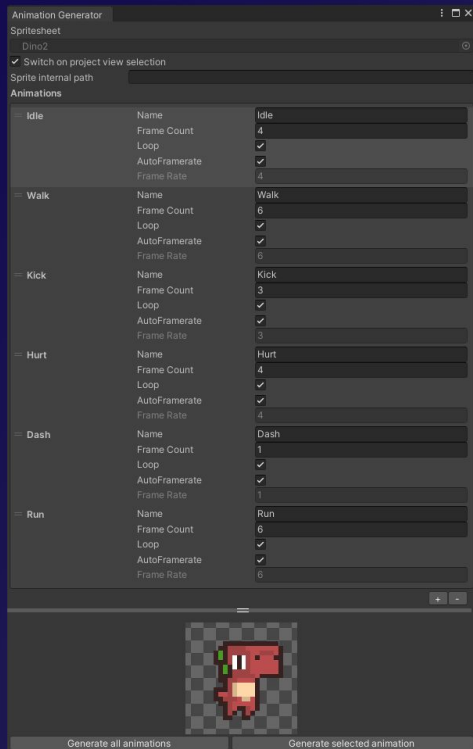 Animation Generator
Spritesheet
Dino2
Switch on project view selection
Sprite internal path
Animations
Idle Name Idle
Frame Count 4
Loop
AutoFramerate
Frame Rate 4
Walk Name Walk
Frame Count 6
Loop
AutoFramerate
Frame Rate 6
Kick Name Kick
Frame Count 3
Loop
AutoFramerate
Frame Rate 3
Hurt Name Hurt
Frame Count 4
Loop
AutoFramerate
Frame Rate 4
Dash Name Dash
Frame Count 1
Loop
AutoFramerate
Frame Rate 1
Run Name Run
Frame Count 6
Loop
AutoFramerate
Frame Rate 6
+ -
Generate all animations Generate selected animation